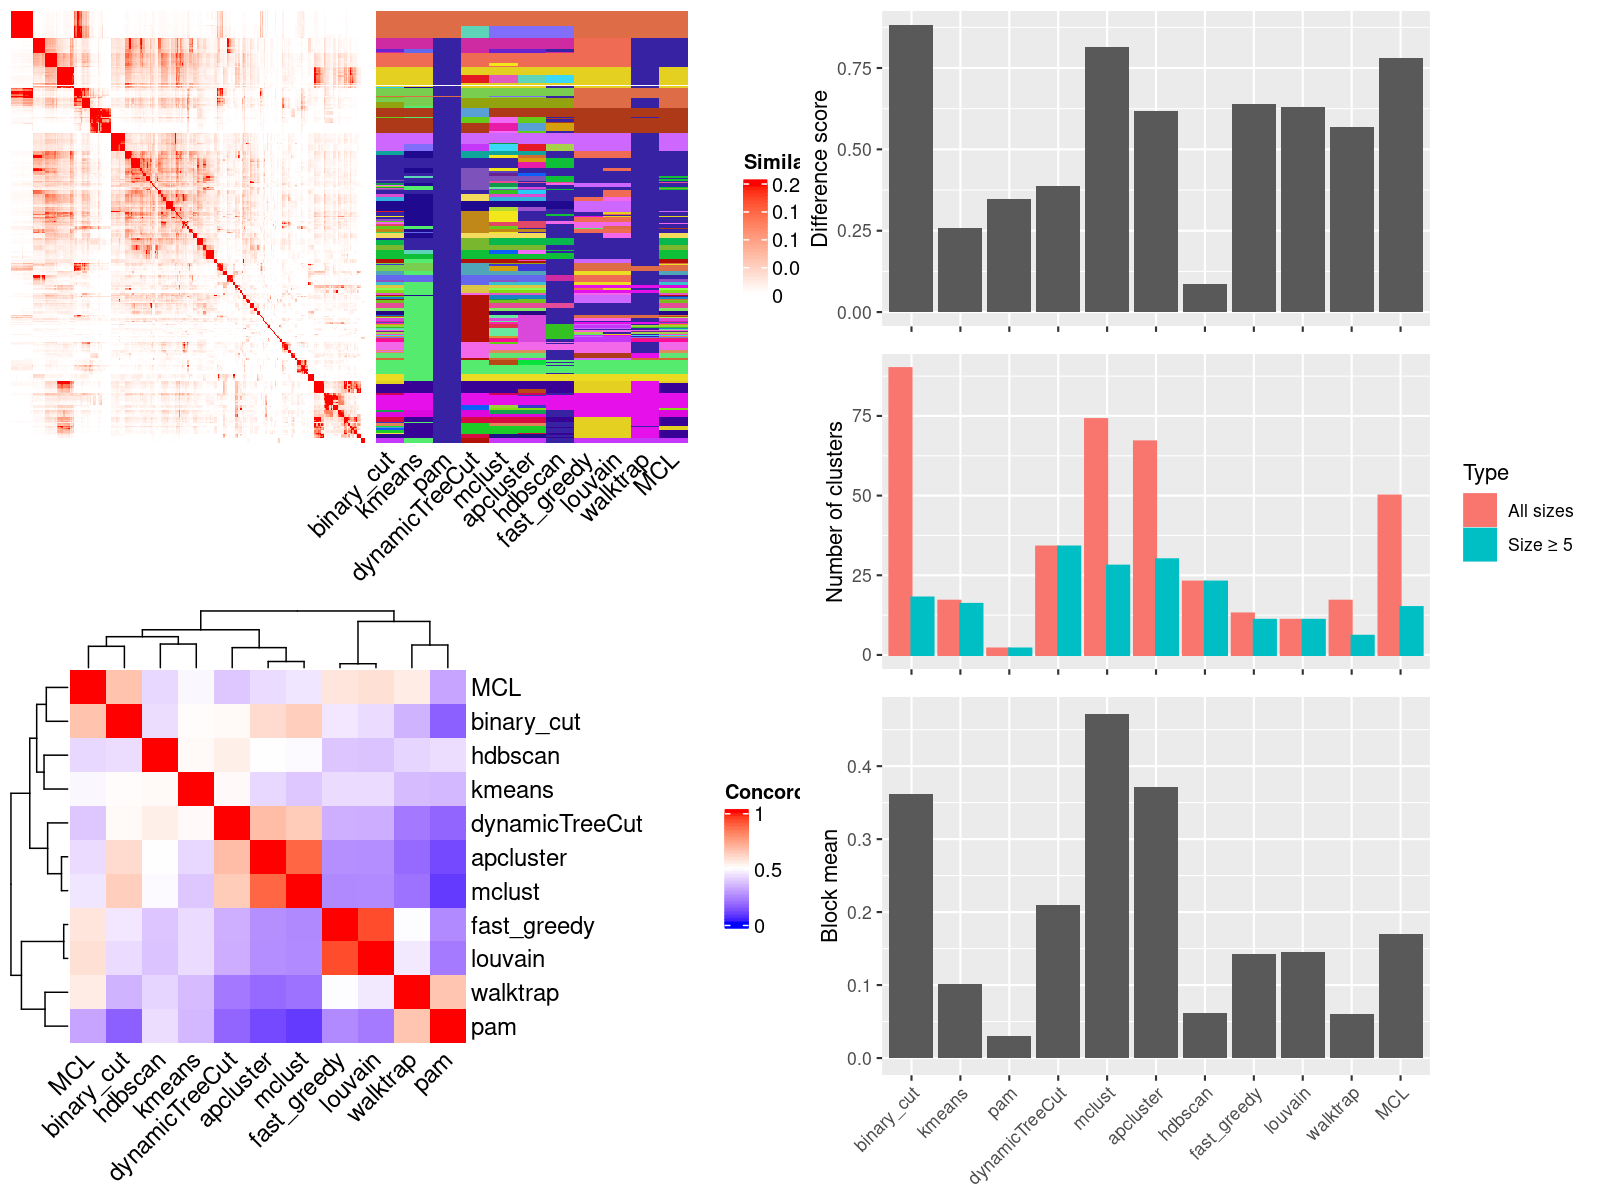 Simila
0.2
0.1
0.1
0.0
0
binary_cut
kmeans
pam
dynamicTreeCut
mclust
apcluster
hdbscan
fast_greedy
louvain
walktrap
MCL
MCL
binary_cut
hdbscan
kmeans
dynamicTreeCut
apcluster
mclust
fast_greedy
louvain
walktrap
pam
MCL
binary_cut
hdbscan
kmeans
dynamicTreeCut
apcluster
mclust
fast_greedy
louvain
walktrap
pam
Concord
1
0.5
0
Difference score
0.75
0.50
0.25
0.00
Number of clusters
75
50
25
0
Type
All sizes
Size ≥ 5
Block mean
0.4
0.3
0.2
0.1
0.0
binary_cut
kmeans
pam
dynamicTreeCut
mclust
apcluster
hdbscan
fast_greedy
louvain
walktrap
MCL